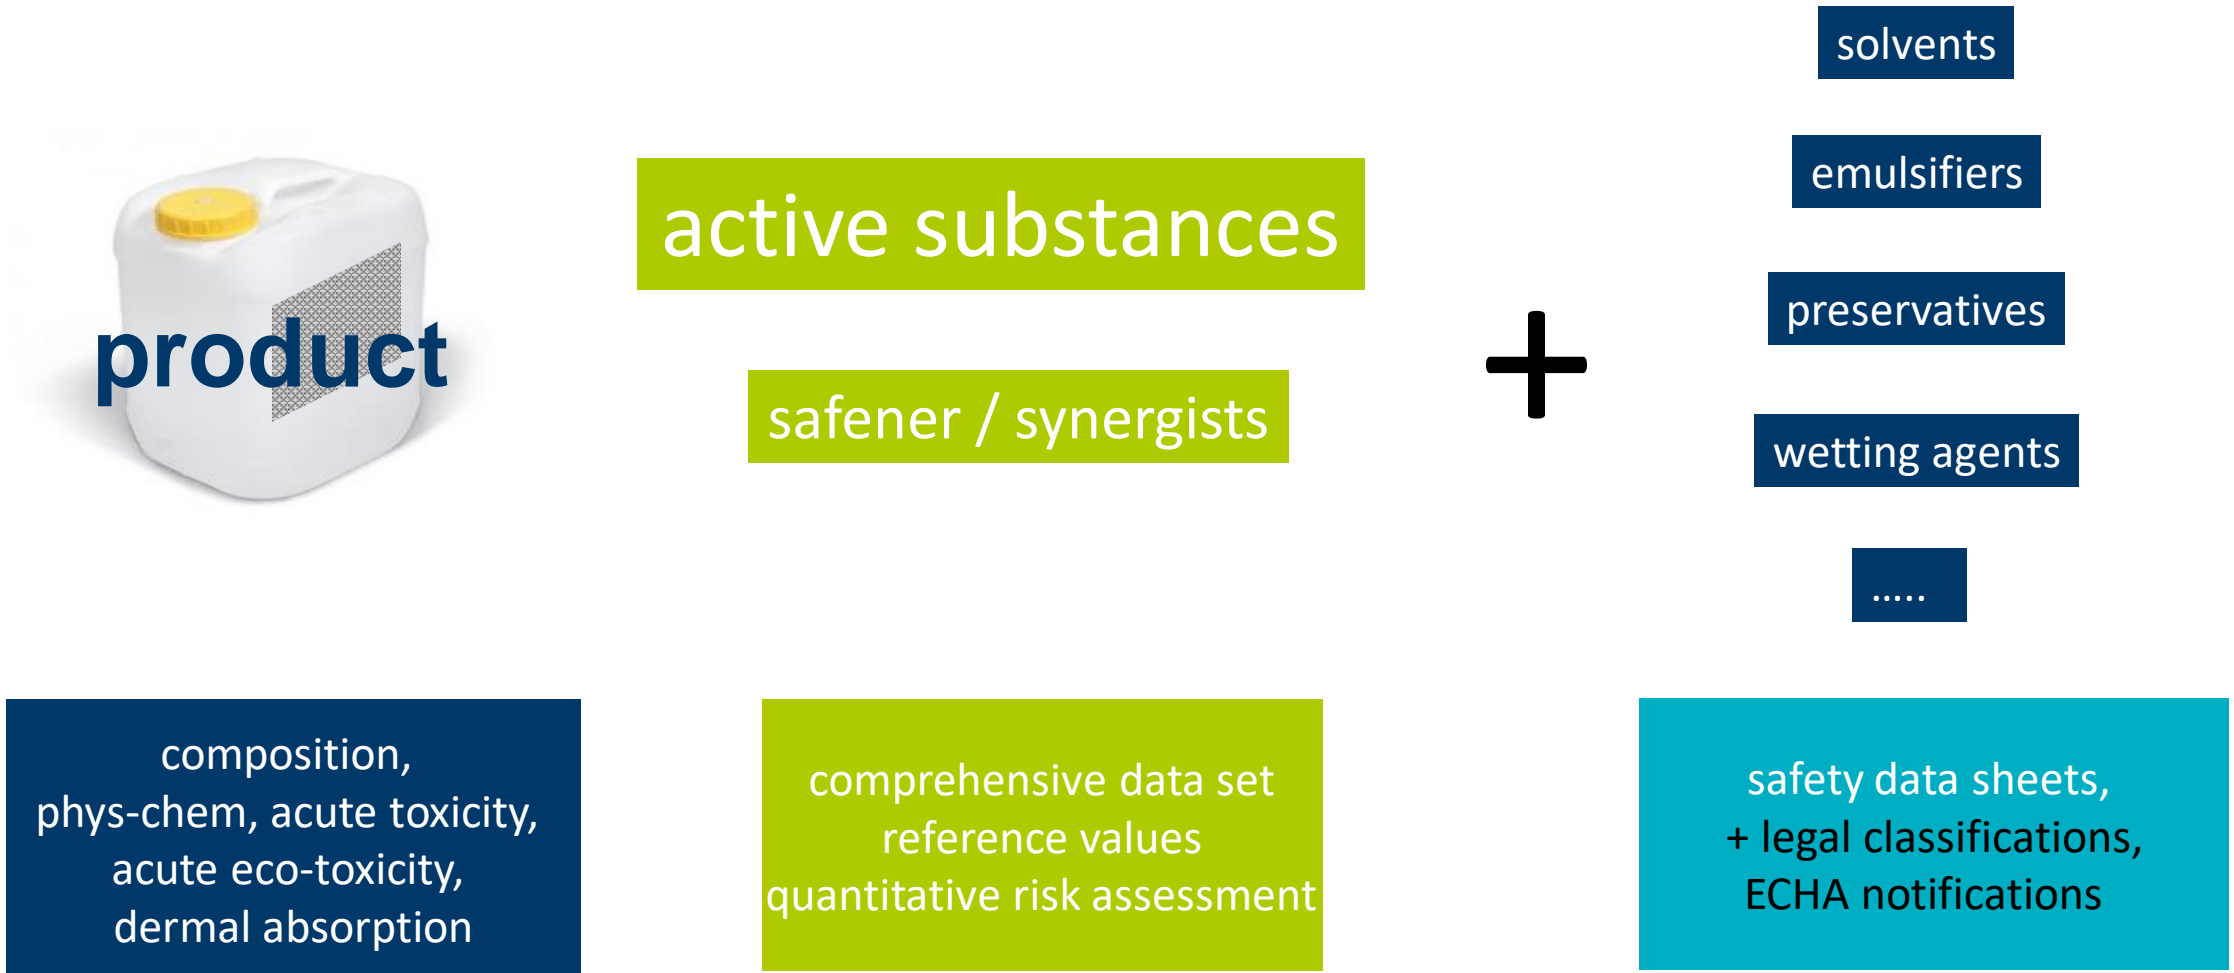 product
active substances
safener / synergists
+
solvents
emulsifiers
preservatives
wetting agents
.....
composition,
phys-chem, acute toxicity,
acute eco-toxicity,
dermal absorption
comprehensive data set
reference values
quantitative risk assessment
safety data sheets,
+ legal classifications,
ECHA notifications